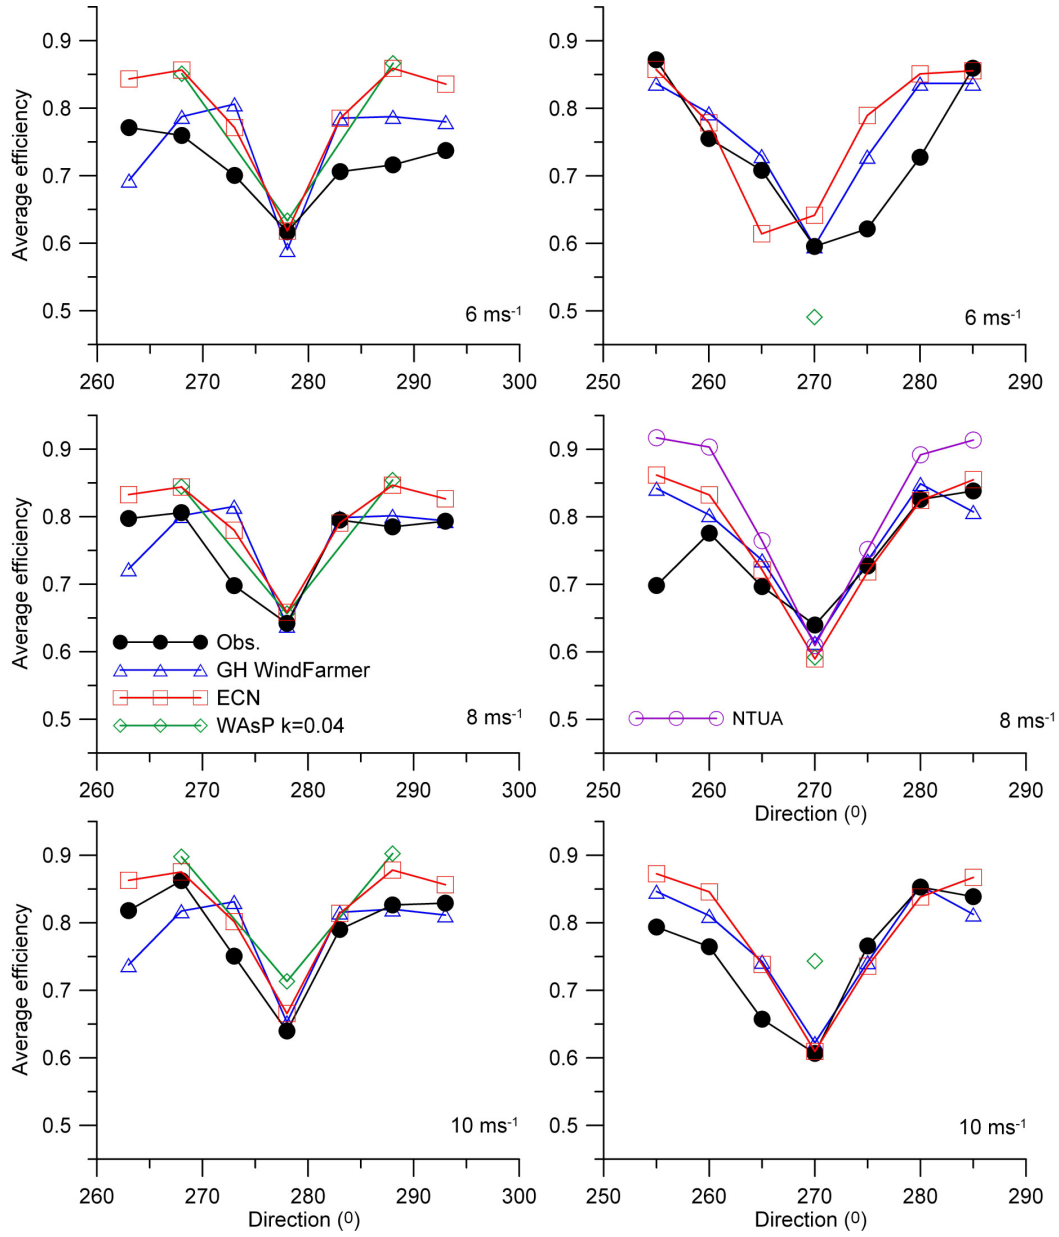 0.9
0.8
0.7
0.6
0.5
Average efficiency
6 ms-1
260 270 280 290 300
0.9
0.8
0.7
0.6
0.5
6 ms-1
250 260 270 280 290
0.9
0.8
0.7
0.6
0.5
Average efficiency
Obs.
GH WindFarmer
ECN
WAsP k=0.04
8 ms-1
260 270 280 290 300
0.9
0.8
0.7
0.6
0.5
NTUA
8 ms-1
250 260 270 280 290
Direction (0)
0.9
0.8
0.7
0.6
0.5
Average efficiency
10 ms-1
260 270 280 290 300
Direction (0)
0.9
0.8
0.7
0.6
0.5
10 ms-1
250 260 270 280 290
Direction (0)